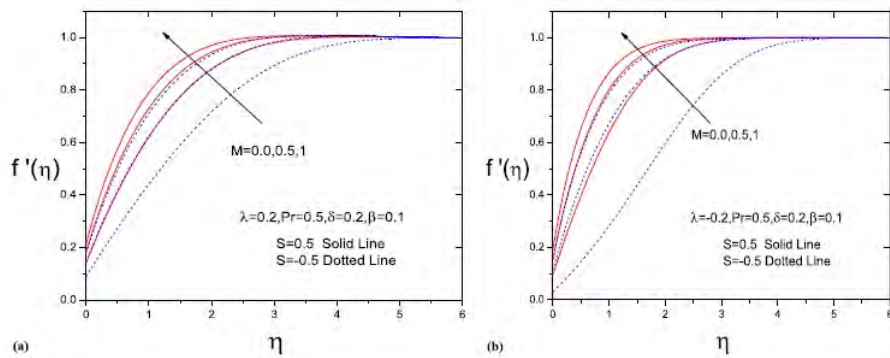 1.0
0.8
0.6
0.4
0.2
0.0
f '(η)
M=0.0,0.5,1
λ=0.2,Pr=0.5,δ=0.2,β=0.1
S=0.5 Solid Line
S=-0.5 Dotted Line
0 1 2 3 4 5 6
(a)
η
1.0
0.8
0.6
0.4
0.2
0.0
f '(η)
M=0.0,0.5,1
λ=-0.2,Pr=0.5,δ=0.2,β=0.1
S=0.5 Solid Line
S=-0.5 Dotted Line
0 1 2 3 4 5 6
(b)
η